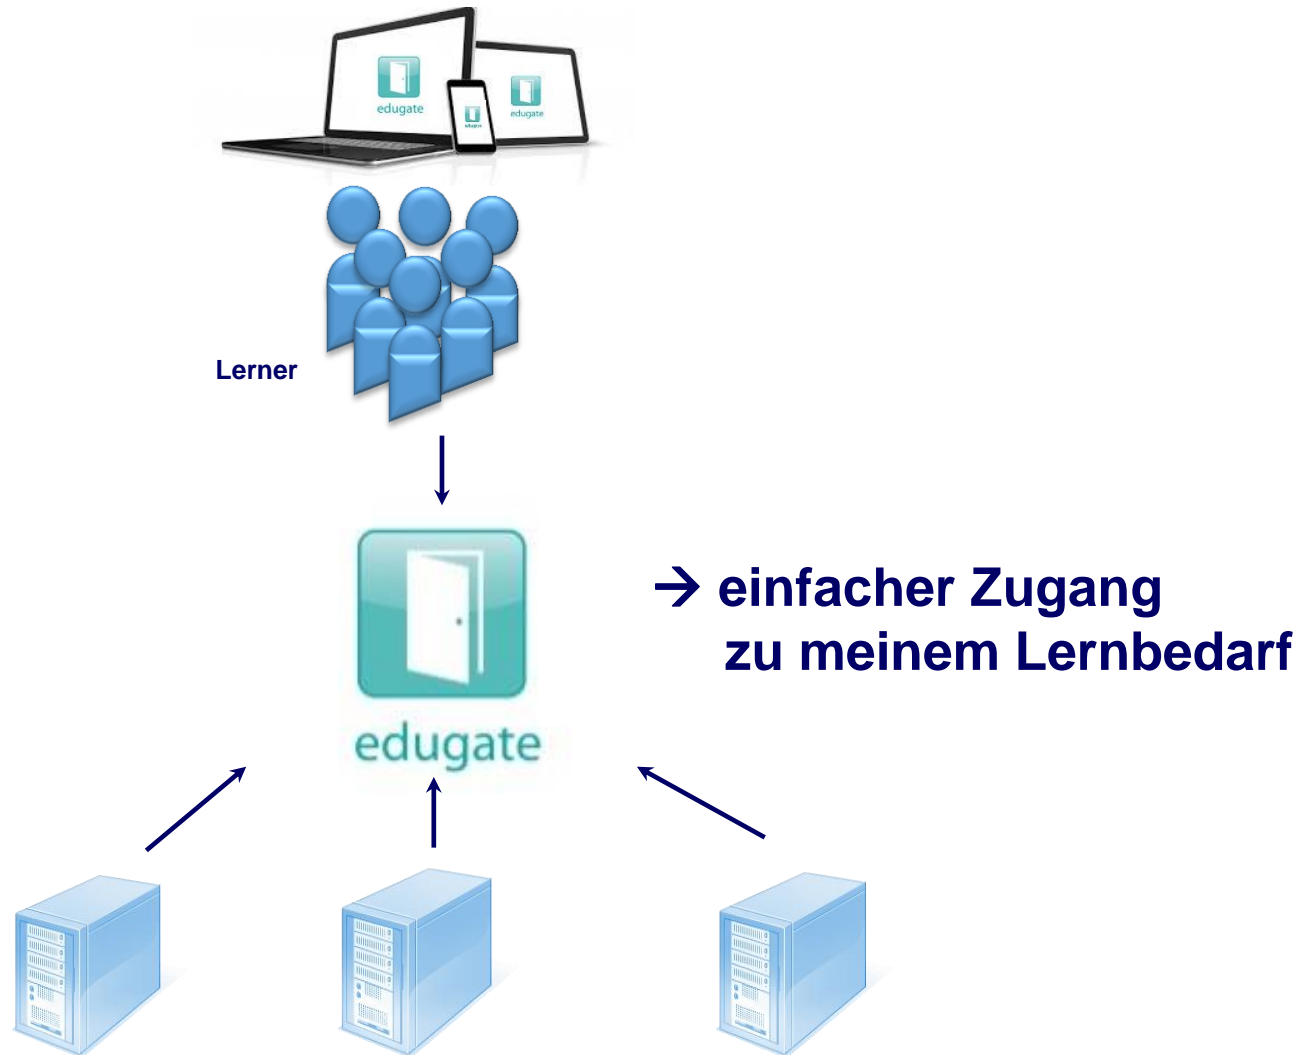 edugate
edugate
edugate
Lerner
→ einfacher Zugang
zu meinem Lernbedarf
edugate